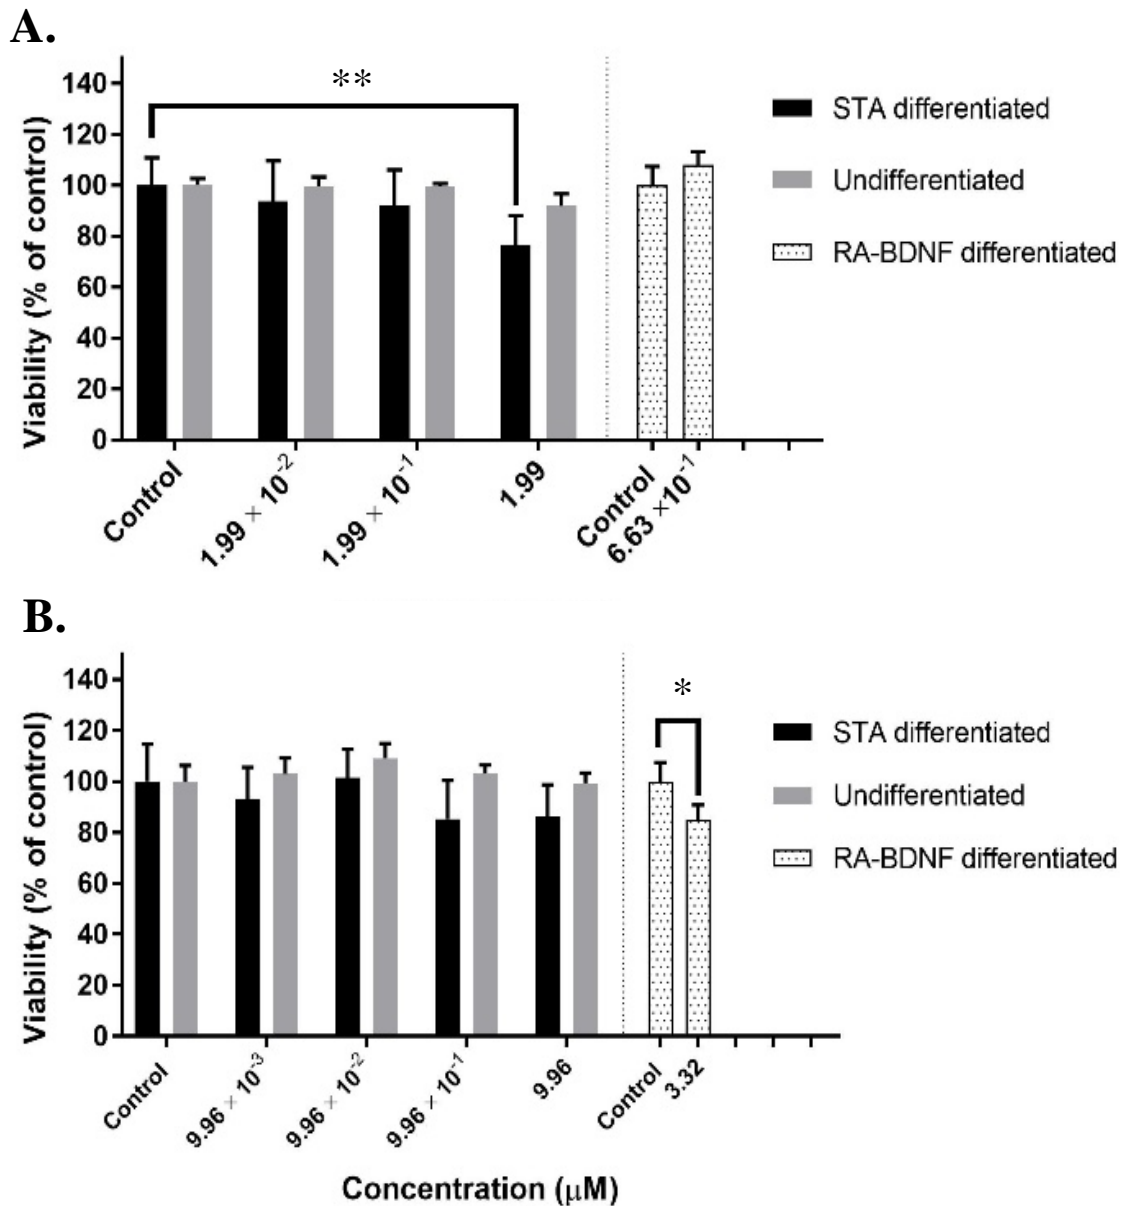 A.
Viability (% of control)
140
120
100
80
60
40
20
0
**
Control
1.99 × 10⁻²
1.99 × 10⁻¹
1.99
Control
6.63 ×10⁻¹
STA differentiated
Undifferentiated
RA-BDNF differentiated
B.
Viability (% of control)
140
120
100
80
60
40
20
0
*
Control
9.96 × 10⁻³
9.96 × 10⁻²
9.96 × 10⁻¹
9.96
Control
3.32
STA differentiated
Undifferentiated
RA-BDNF differentiated
Concentration (μM)